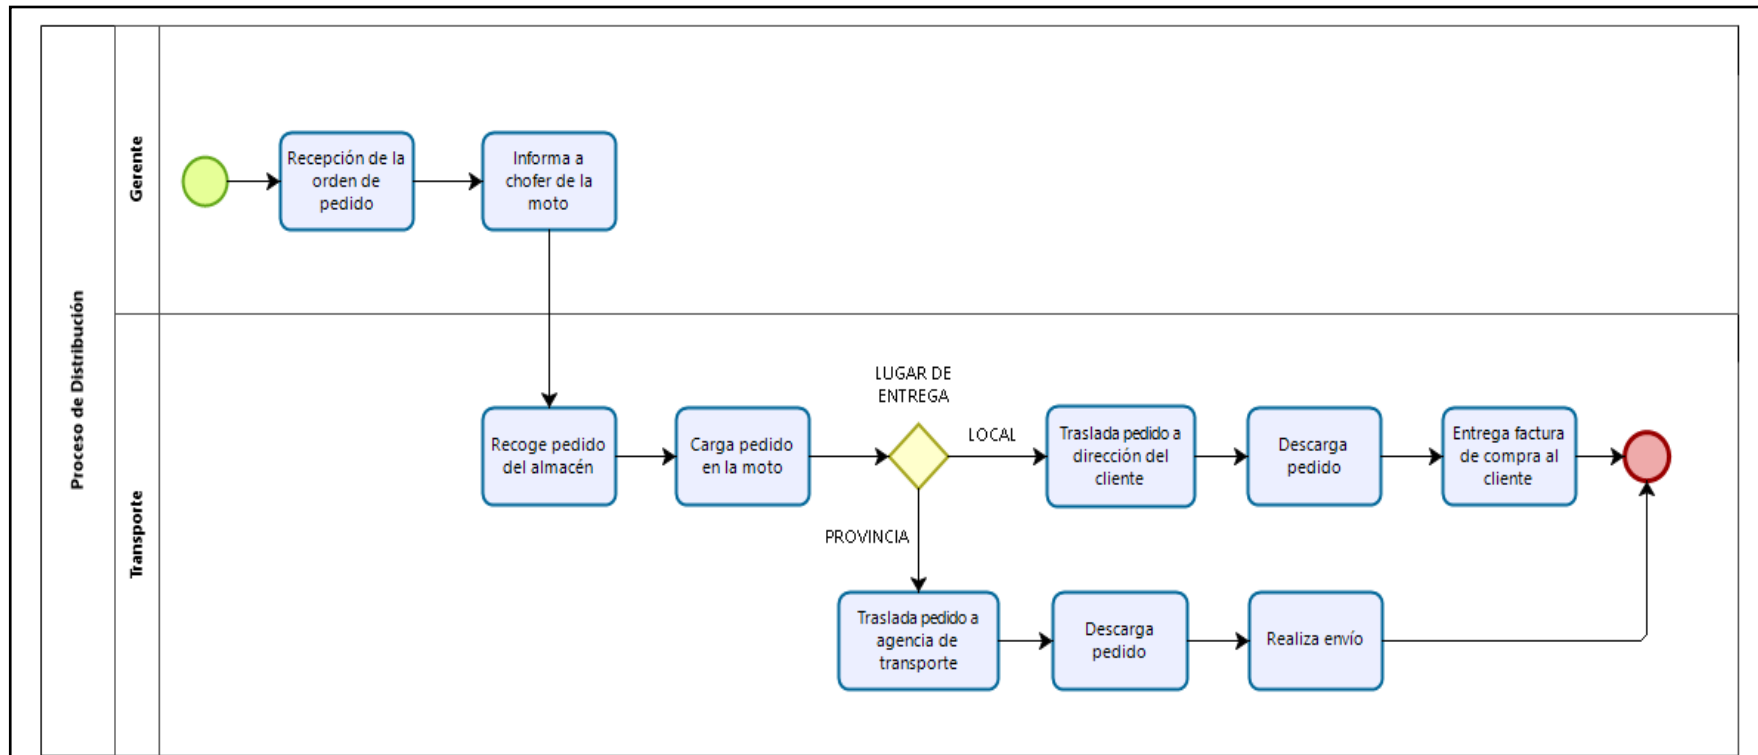 Proceso de Distribución
Gerente
Recepción de la
orden de
pedido
Informa a
chofer de la
moto
Transporte
Recoge pedido
del almacén
Carga pedido
en la moto
LUGAR DE
ENTREGA
LOCAL
Traslada pedido a
dirección del
cliente
Descarga
pedido
Entrega factura
de compra al
cliente
PROVINCIA
Traslada pedido a
agencia de
transporte
Descarga
pedido
Realiza envío